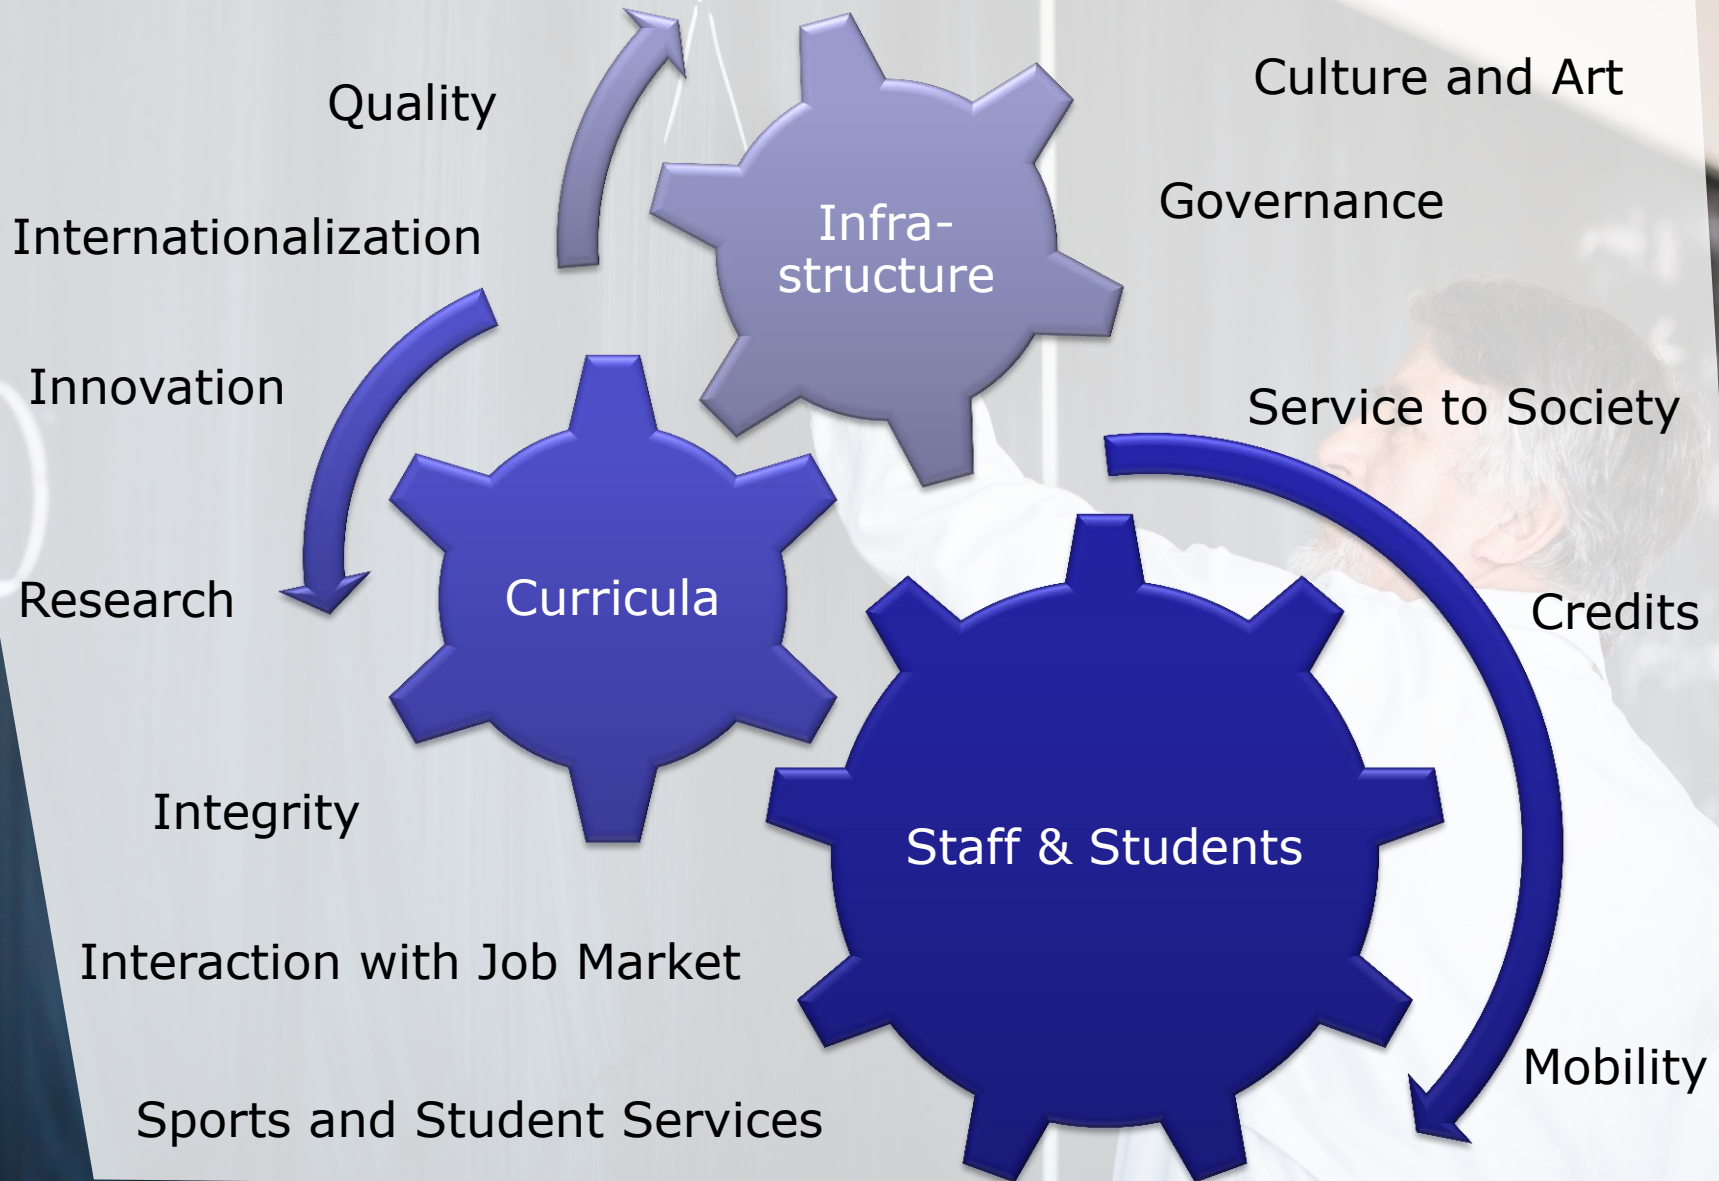 Quality
Culture and Art
Governance
Infra-
structure
Internationalization
Innovation
Service to Society
Research
Curricula
Credits
Integrity
Staff & Students
Interaction with Job Market
Mobility
Sports and Student Services